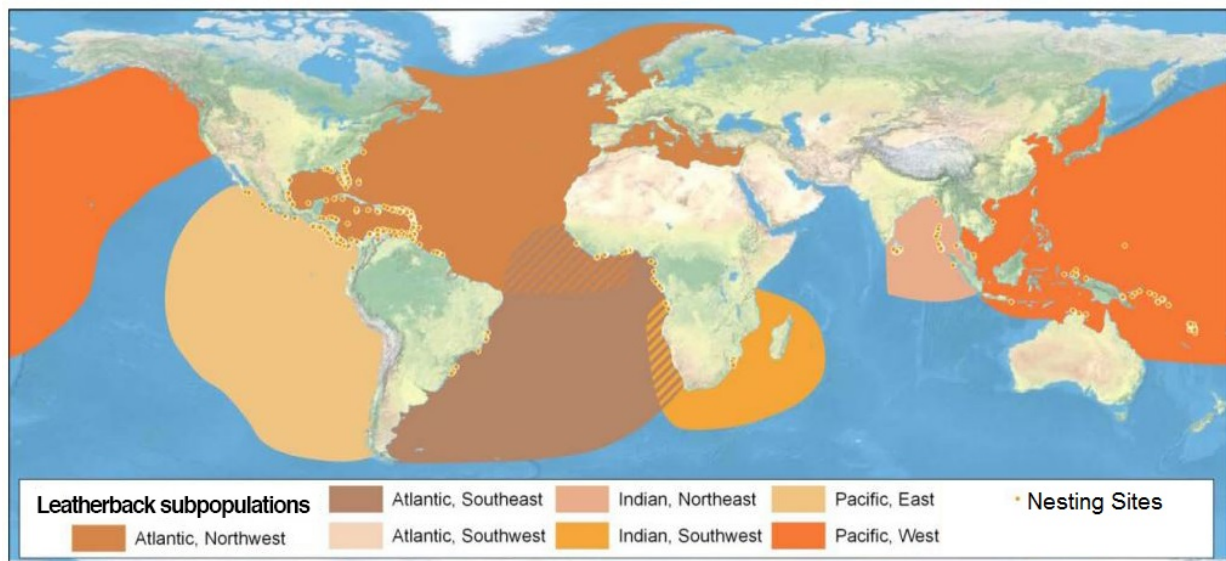 Leatherback subpopulations
Atlantic, Northwest
Atlantic, Southeast
Atlantic, Southwest
Indian, Northeast
Indian, Southwest
Pacific, East
Pacific, West
Nesting Sites